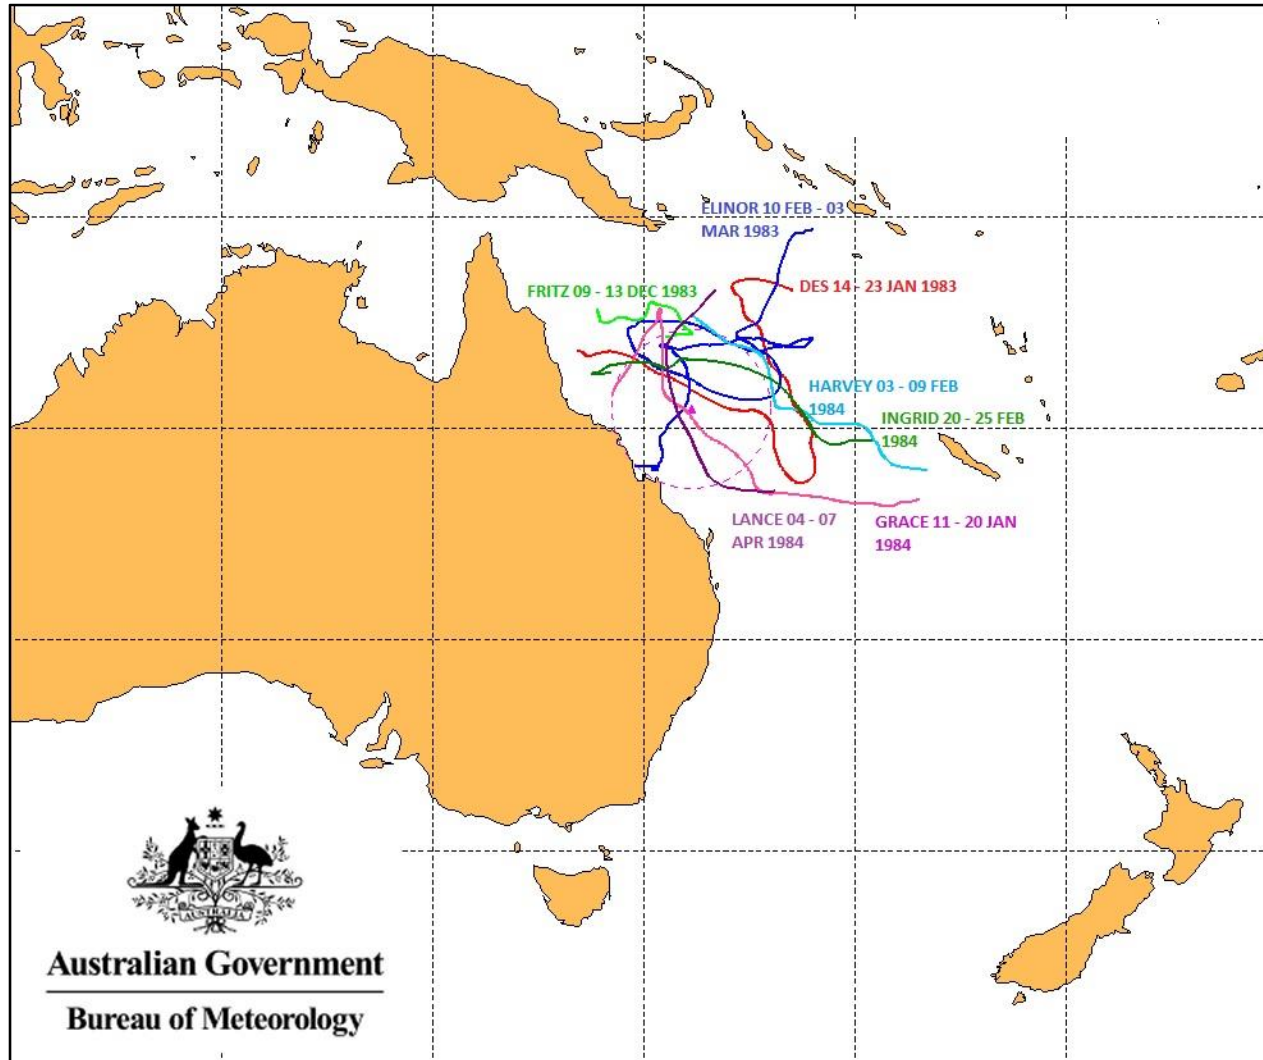 ELINOR 10 FEB - 03
MAR 1983
FRITZ 09 - 13 DEC 1983
DES 14 - 23 JAN 1983
HARVEY 03 - 09 FEB
1984
INGRID 20 - 25 FEB
1984
LANCE 04 - 07
APR 1984
GRACE 11 - 20 JAN
1984
AUSTRALIA
Australian Government
Bureau of Meteorology